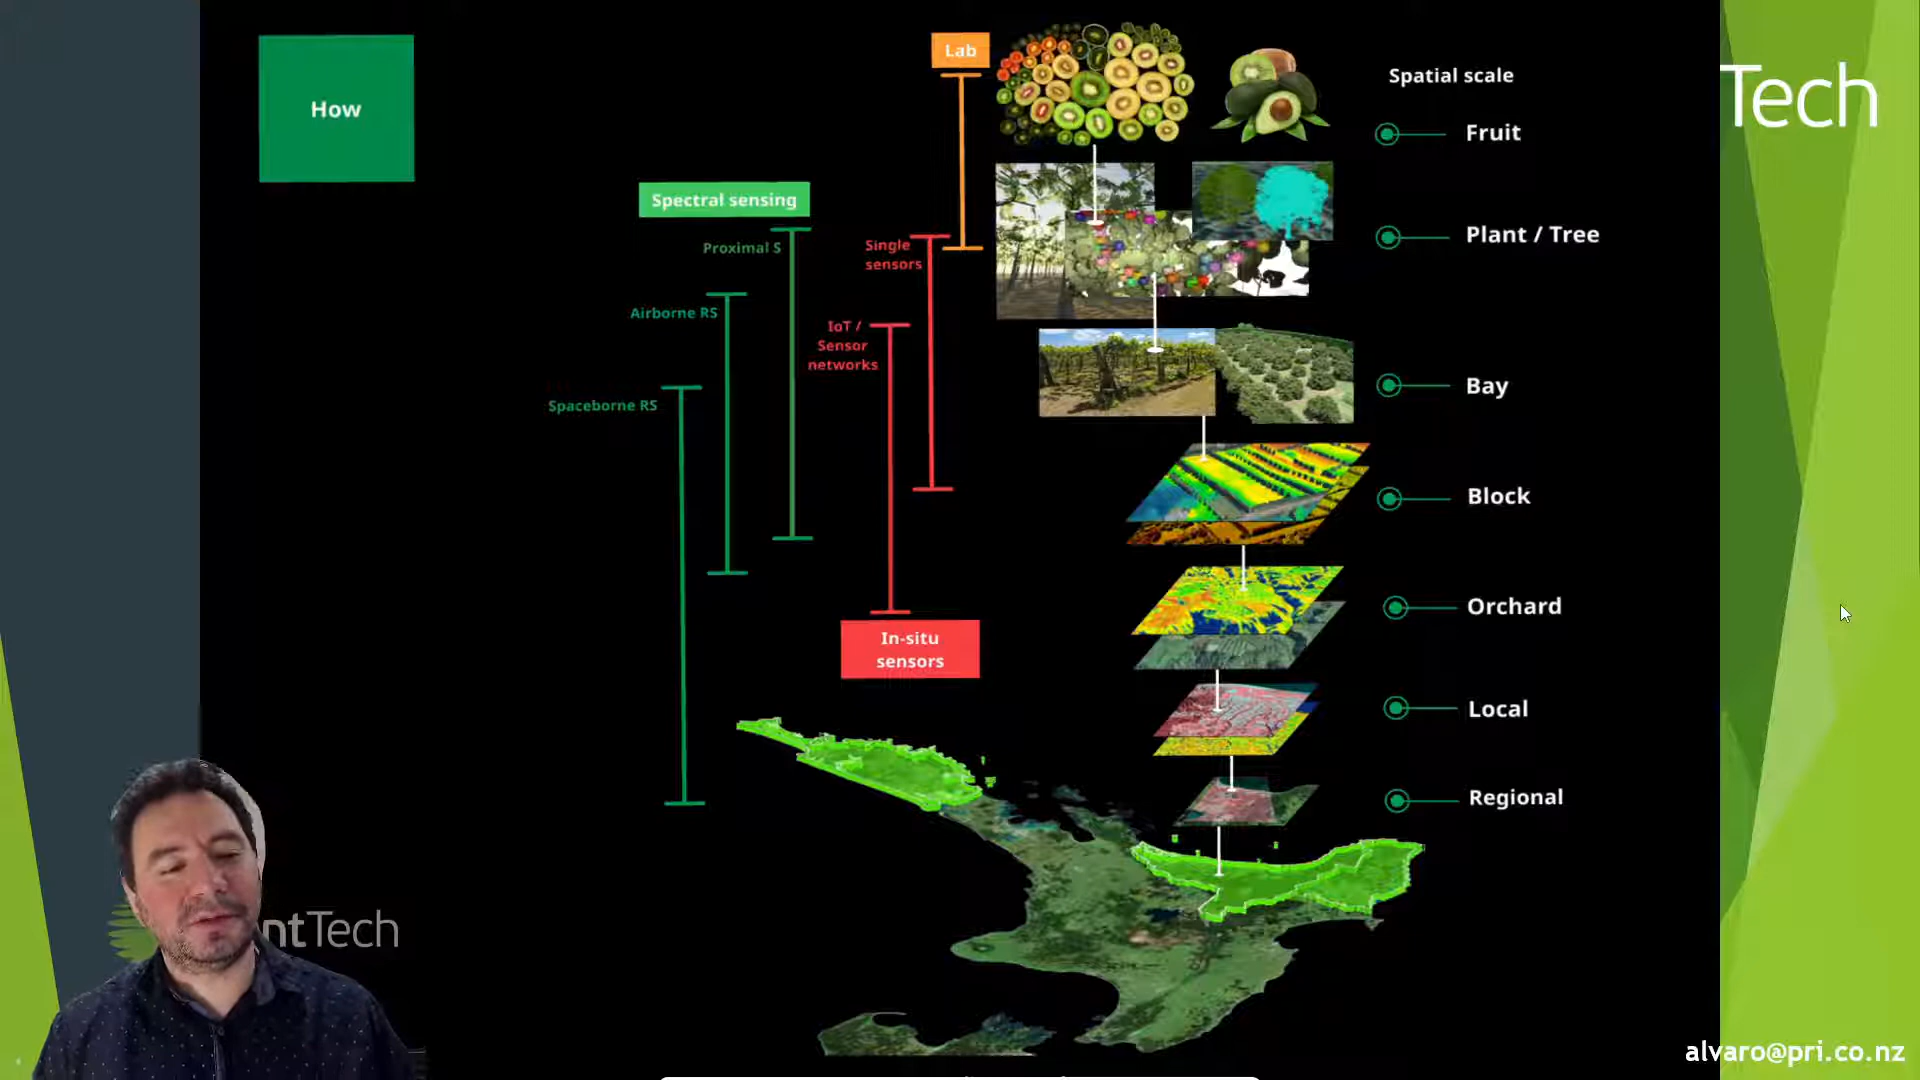 How
Lab
Spatial scale
Tech
Fruit
Spectral sensing
Proximal S
Single
sensors
Plant / Tree
Airborne RS
IoT /
Sensor
networks
Spaceborne RS
Bay
Block
Orchard
In-situ
sensors
Local
Regional
ntTech
alvaro@pri.co.nz